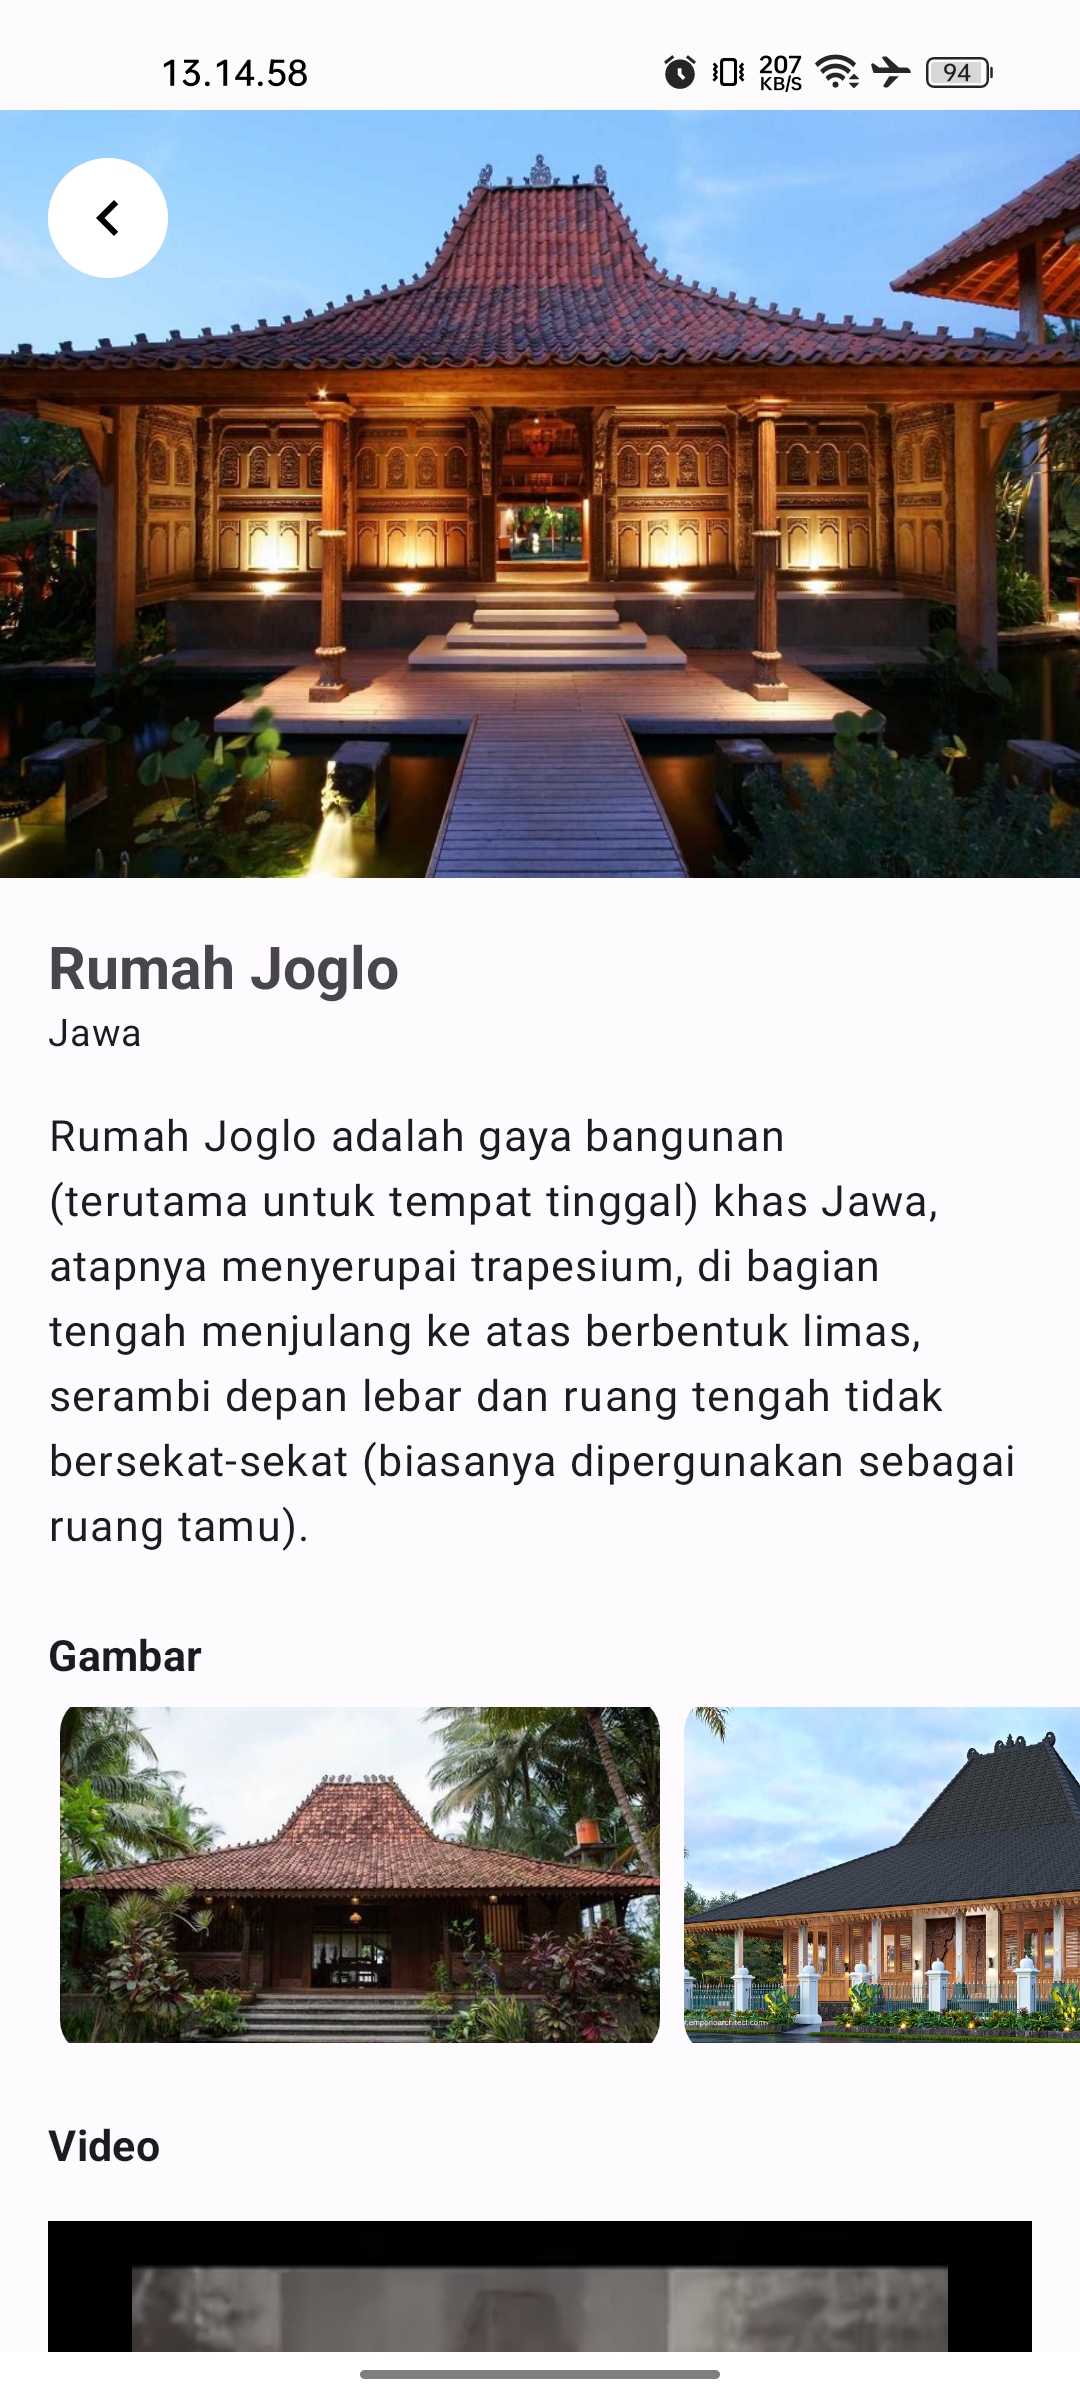 13.14.58
207
KB/S
94
Rumah Joglo
Jawa
Rumah Joglo adalah gaya bangunan
(terutama untuk tempat tinggal) khas Jawa,
atapnya menyerupai trapesium, di bagian
tengah menjulang ke atas berbentuk limas,
serambi depan lebar dan ruang tengah tidak
bersekat-sekat (biasanya dipergunakan sebagai
ruang tamu).
Gambar
.emporioarchitect.com
Video